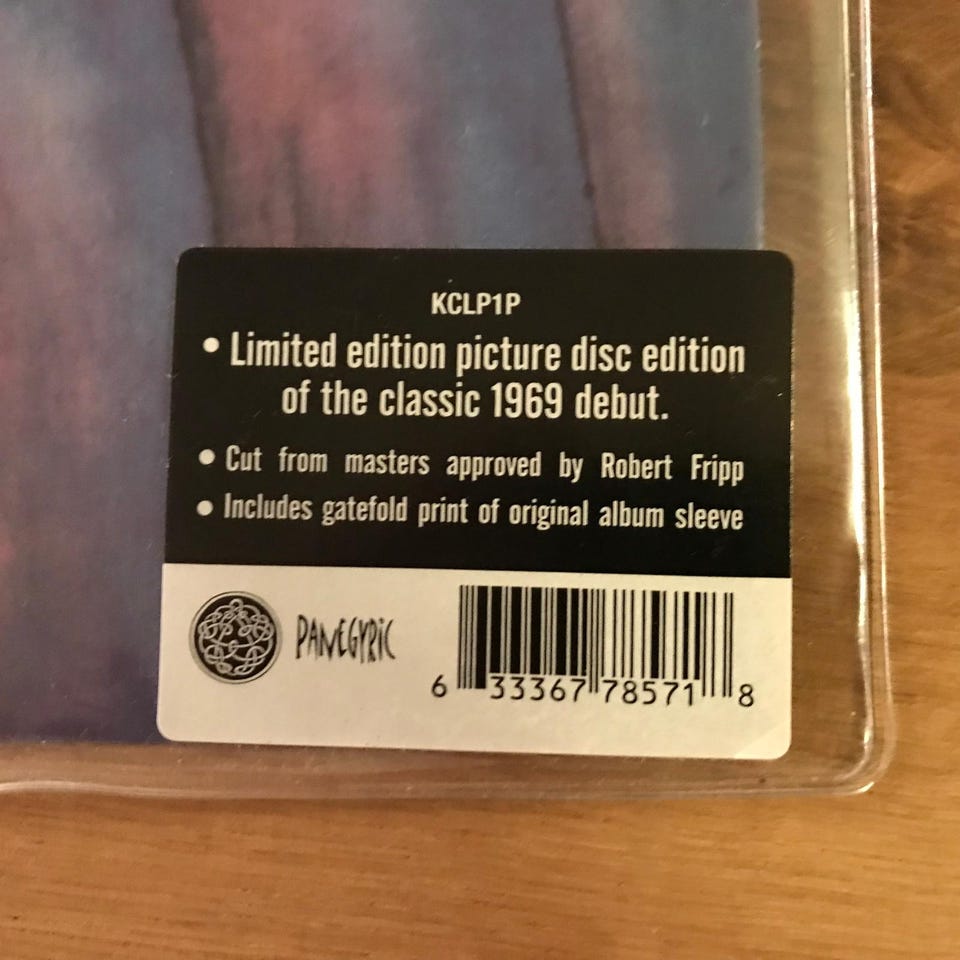 KCLP1P
• Limited edition picture disc edition
of the classic 1969 debut.
• Cut from masters approved by Robert Fripp
• Includes gatefold print of original album sleeve
PANEGYRIC
6 33367 78571 8